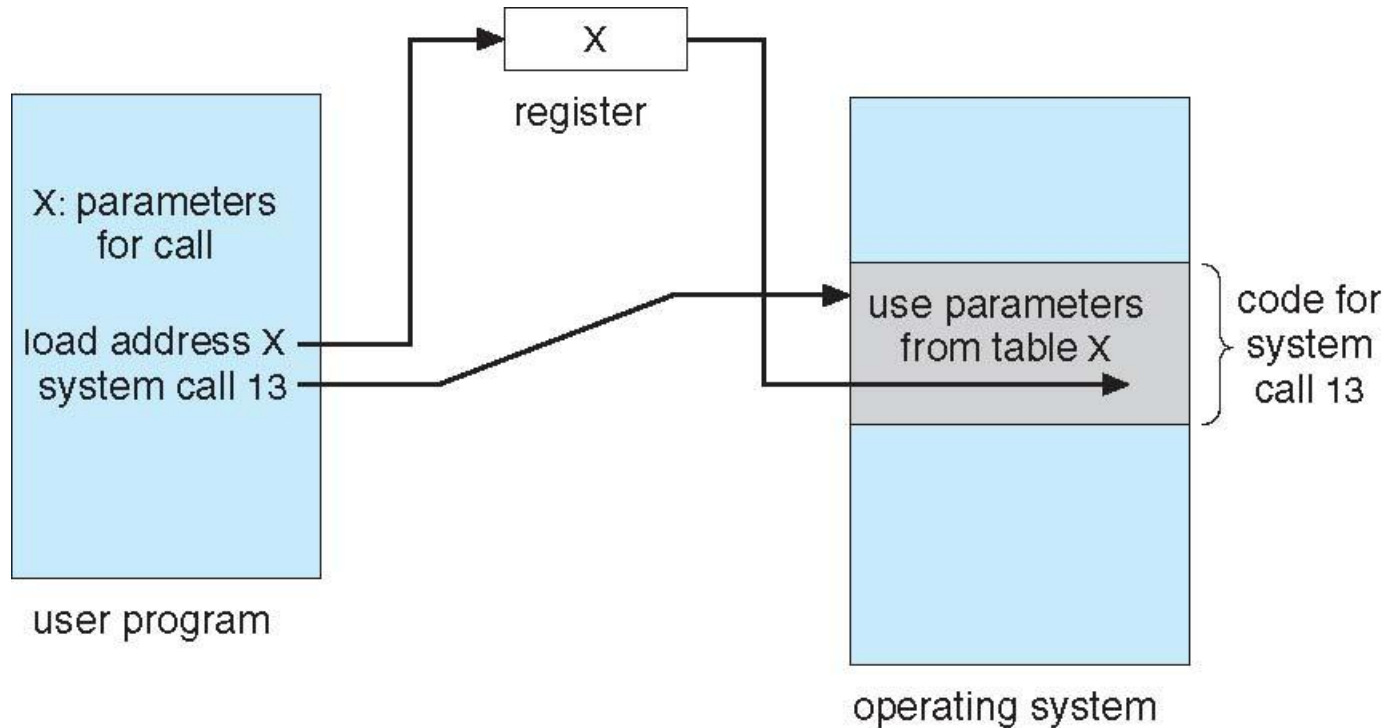 X
register
X: parameters
for call
load address X
system call 13
user program
use parameters
from table X
code for
system
call 13
operating system